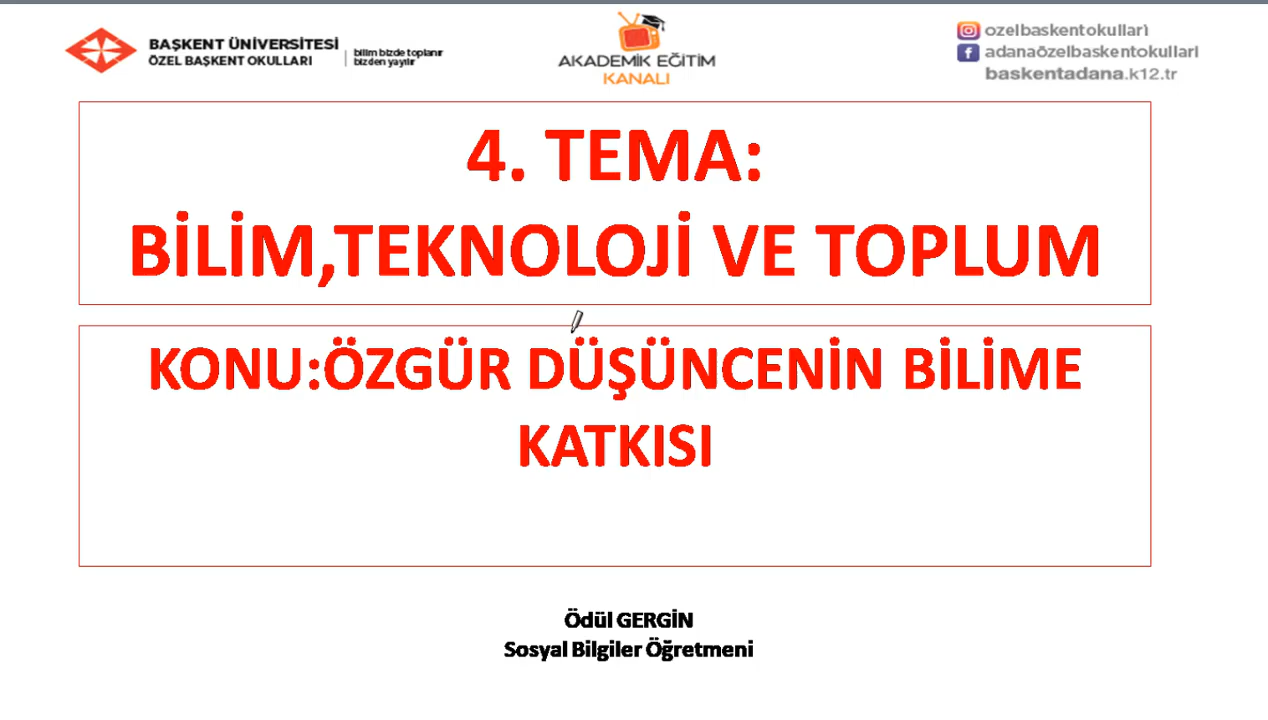 BAŞKENT ÜNİVERSİTESİ
ÖZEL BAŞKENT OKULLARI
bilim bizde toplanır
bizden yayılır
AKADEMİK EĞİTİM
KANALI
ozelbaskentokullari
adanaözelbaskentokullari
baskentadana.k12.tr
4. TEMA:
BİLİM,TEKNOLOJİ VE TOPLUM
KONU:ÖZGÜR DÜŞÜNCENİN BİLİME
KATKISI
Ödül GERGİN
Sosyal Bilgiler Öğretmeni